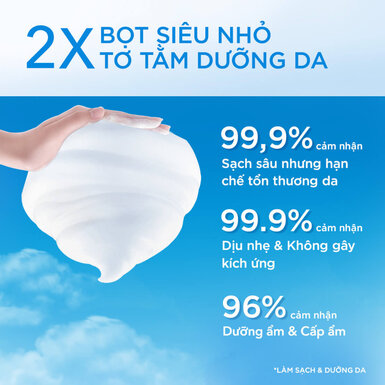 2X BỌT SIÊU NHỎ
TƠ TẰM DƯỠNG DA
99,9% cảm nhận
Sạch sâu nhưng hạn
chế tổn thương da
99.9% cảm nhận
Dịu nhẹ & Không gây
kích ứng
96% cảm nhận
Dưỡng ẩm & Cấp ẩm
*LÀM SẠCH & DƯỠNG DA